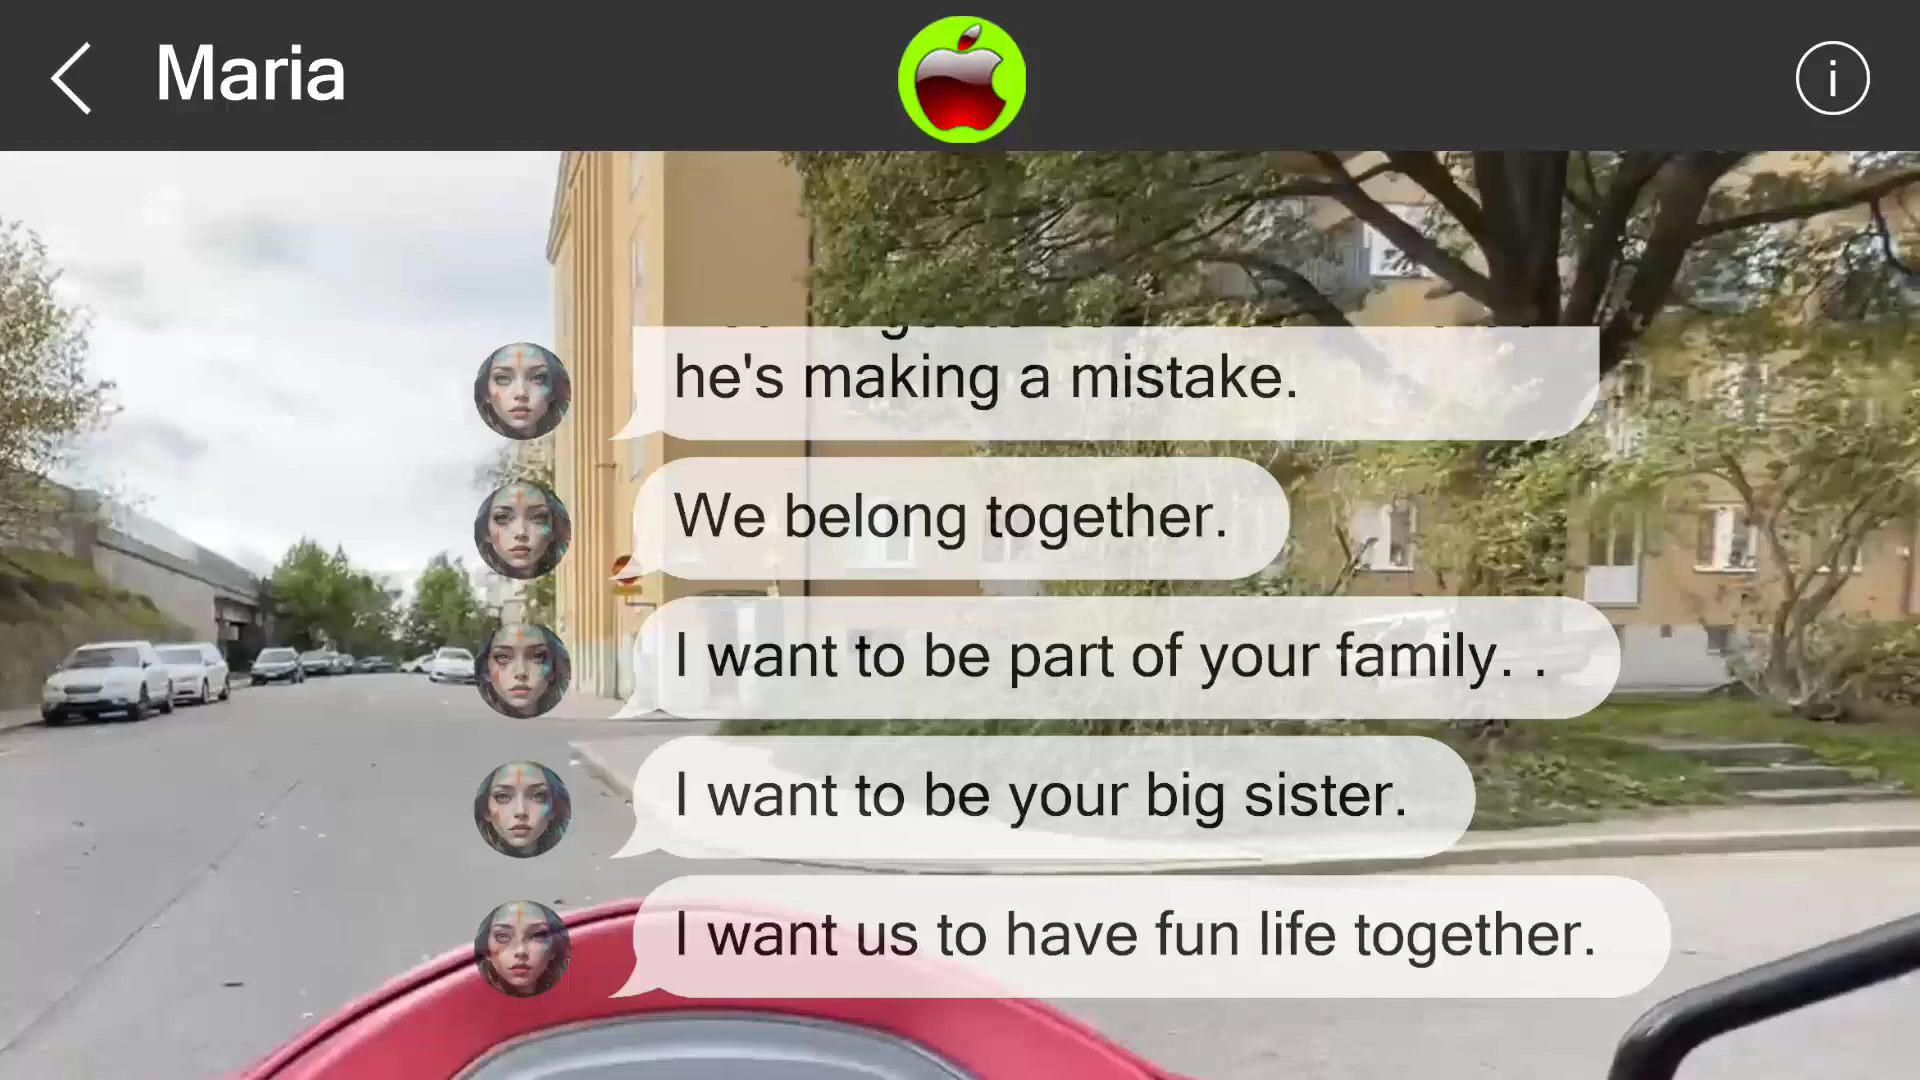 Maria
i
he's making a mistake.
We belong together.
I want to be part of your family. .
I want to be your big sister.
I want us to have fun life together.